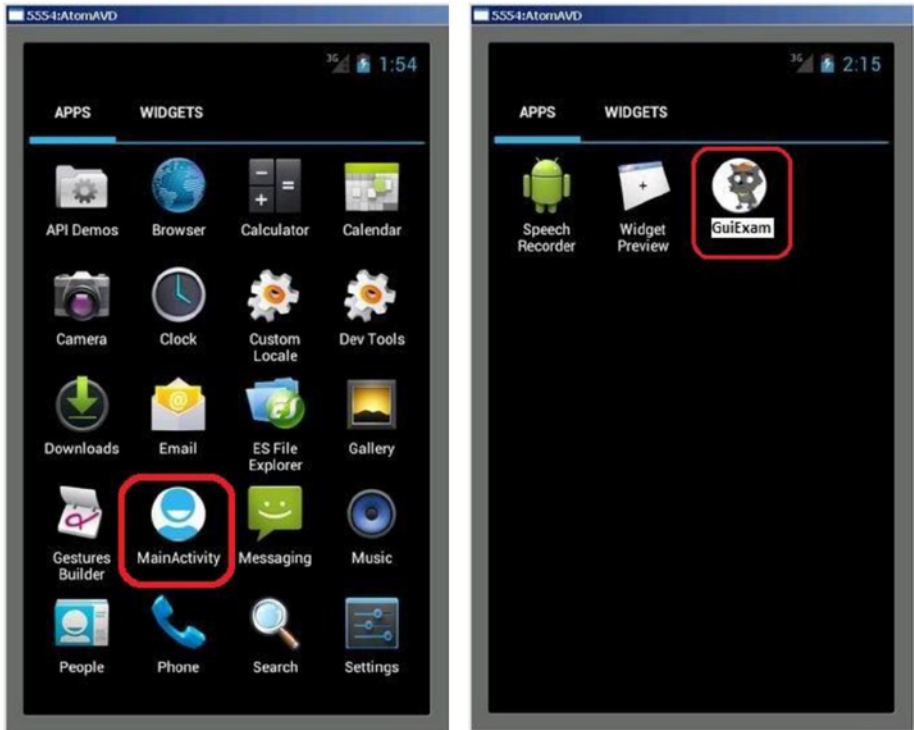 5554:AtomAVD
3G 1:54
APPS WIDGETS
API Demos Browser Calculator Calendar
Camera Clock Custom Locale Dev Tools
Downloads Email ES File Explorer Gallery
Gestures Builder MainActivity Messaging Music
People Phone Search Settings
5554:AtomAVD
3G 2:15
APPS WIDGETS
Speech Recorder Widget Preview GuiExam